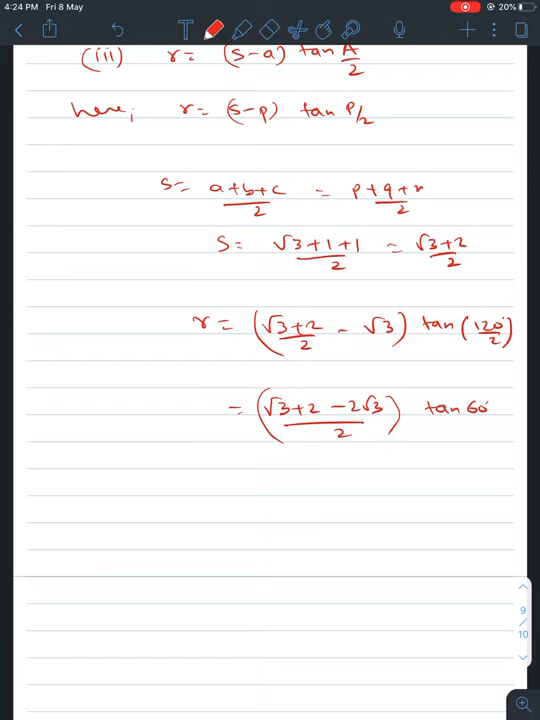 4:24 PM Fri 8 May 20%
(iii) r = (s-a) tan A/2
here; r = (s-p) tan P/2
s = a+b+c/2 = p+q+r/2
s = √3+1+1/2 = √3+2/2
r = (√3+2/2 - √3) tan (120°/2)
= (√3+2-2√3/2) tan 60°
9
/
10